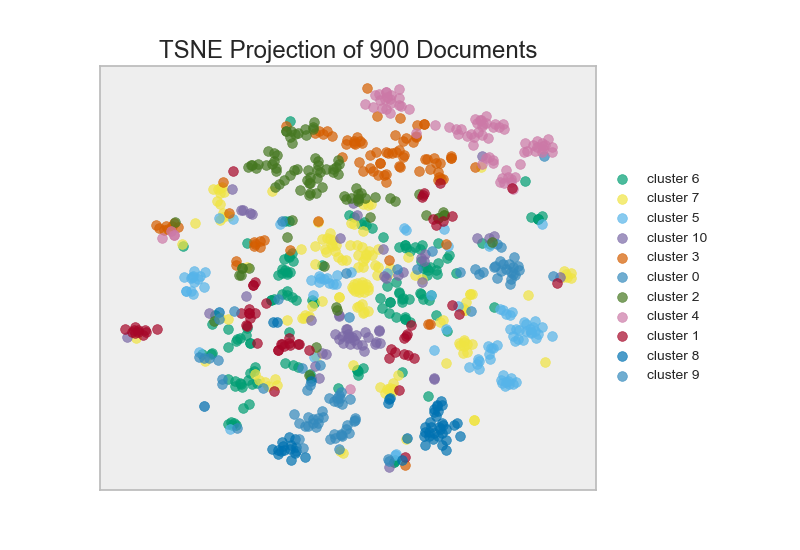 TSNE Projection of 900 Documents
cluster 6
cluster 7
cluster 5
cluster 10
cluster 3
cluster 0
cluster 2
cluster 4
cluster 1
cluster 8
cluster 9